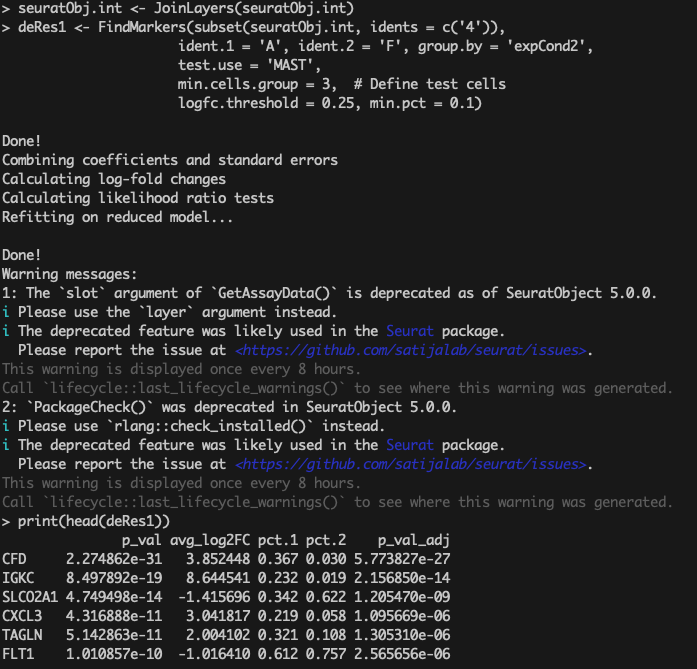 > seuratObj.int <- JoinLayers(seuratObj.int)
> deRes1 <- FindMarkers(subset(seuratObj.int, idents = c('4')),
ident.1 = 'A', ident.2 = 'F', group.by = 'expCond2',
test.use = 'MAST',
min.cells.group = 3,  # Define test cells
logfc.threshold = 0.25, min.pct = 0.1)
Done!
Combining coefficients and standard errors
Calculating log-fold changes
Calculating likelihood ratio tests
Refitting on reduced model...
Done!
Warning messages:
1: The `slot` argument of `GetAssayData()` is deprecated as of SeuratObject 5.0.0.
i Please use the `layer` argument instead.
i The deprecated feature was likely used in the Seurat package.
Please report the issue at <https://github.com/satijalab/seurat/issues>.
This warning is displayed once every 8 hours.
Call `lifecycle::last_lifecycle_warnings()` to see where this warning was generated.
2: `PackageCheck()` was deprecated in SeuratObject 5.0.0.
i Please use `rlang::check_installed()` instead.
i The deprecated feature was likely used in the Seurat package.
Please report the issue at <https://github.com/satijalab/seurat/issues>.
This warning is displayed once every 8 hours.
Call `lifecycle::last_lifecycle_warnings()` to see where this warning was generated.
> print(head(deRes1))
p_val avg_log2FC pct.1 pct.2 p_val_adj
CFD 2.274862e-31 3.852448 0.367 0.030 5.773827e-27
IGKC 8.497892e-19 8.644541 0.232 0.019 2.156850e-14
SLCO2A1 4.749498e-14 -1.415696 0.342 0.622 1.205470e-09
CXCL3 4.316888e-11 3.041817 0.219 0.058 1.095669e-06
TAGLN 5.142863e-11 2.004102 0.321 0.108 1.305310e-06
FLT1 1.010857e-10 -1.016410 0.612 0.757 2.565656e-06